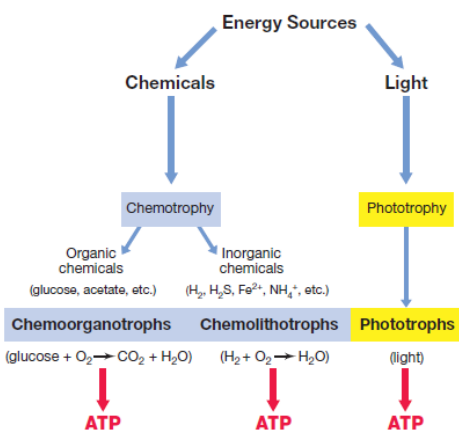 Energy Sources
Chemicals
Light
Chemotrophy
Phototrophy
Organic
chemicals
(glucose, acetate, etc.)
Inorganic
chemicals
(H₂, H₂S, Fe²⁺, NH₄⁺, etc.)
Chemoorganotrophs
Chemolithotrophs
Phototrophs
(glucose + O₂→CO₂ + H₂O)
(H₂ + O₂→H₂O)
(light)
ATP
ATP
ATP